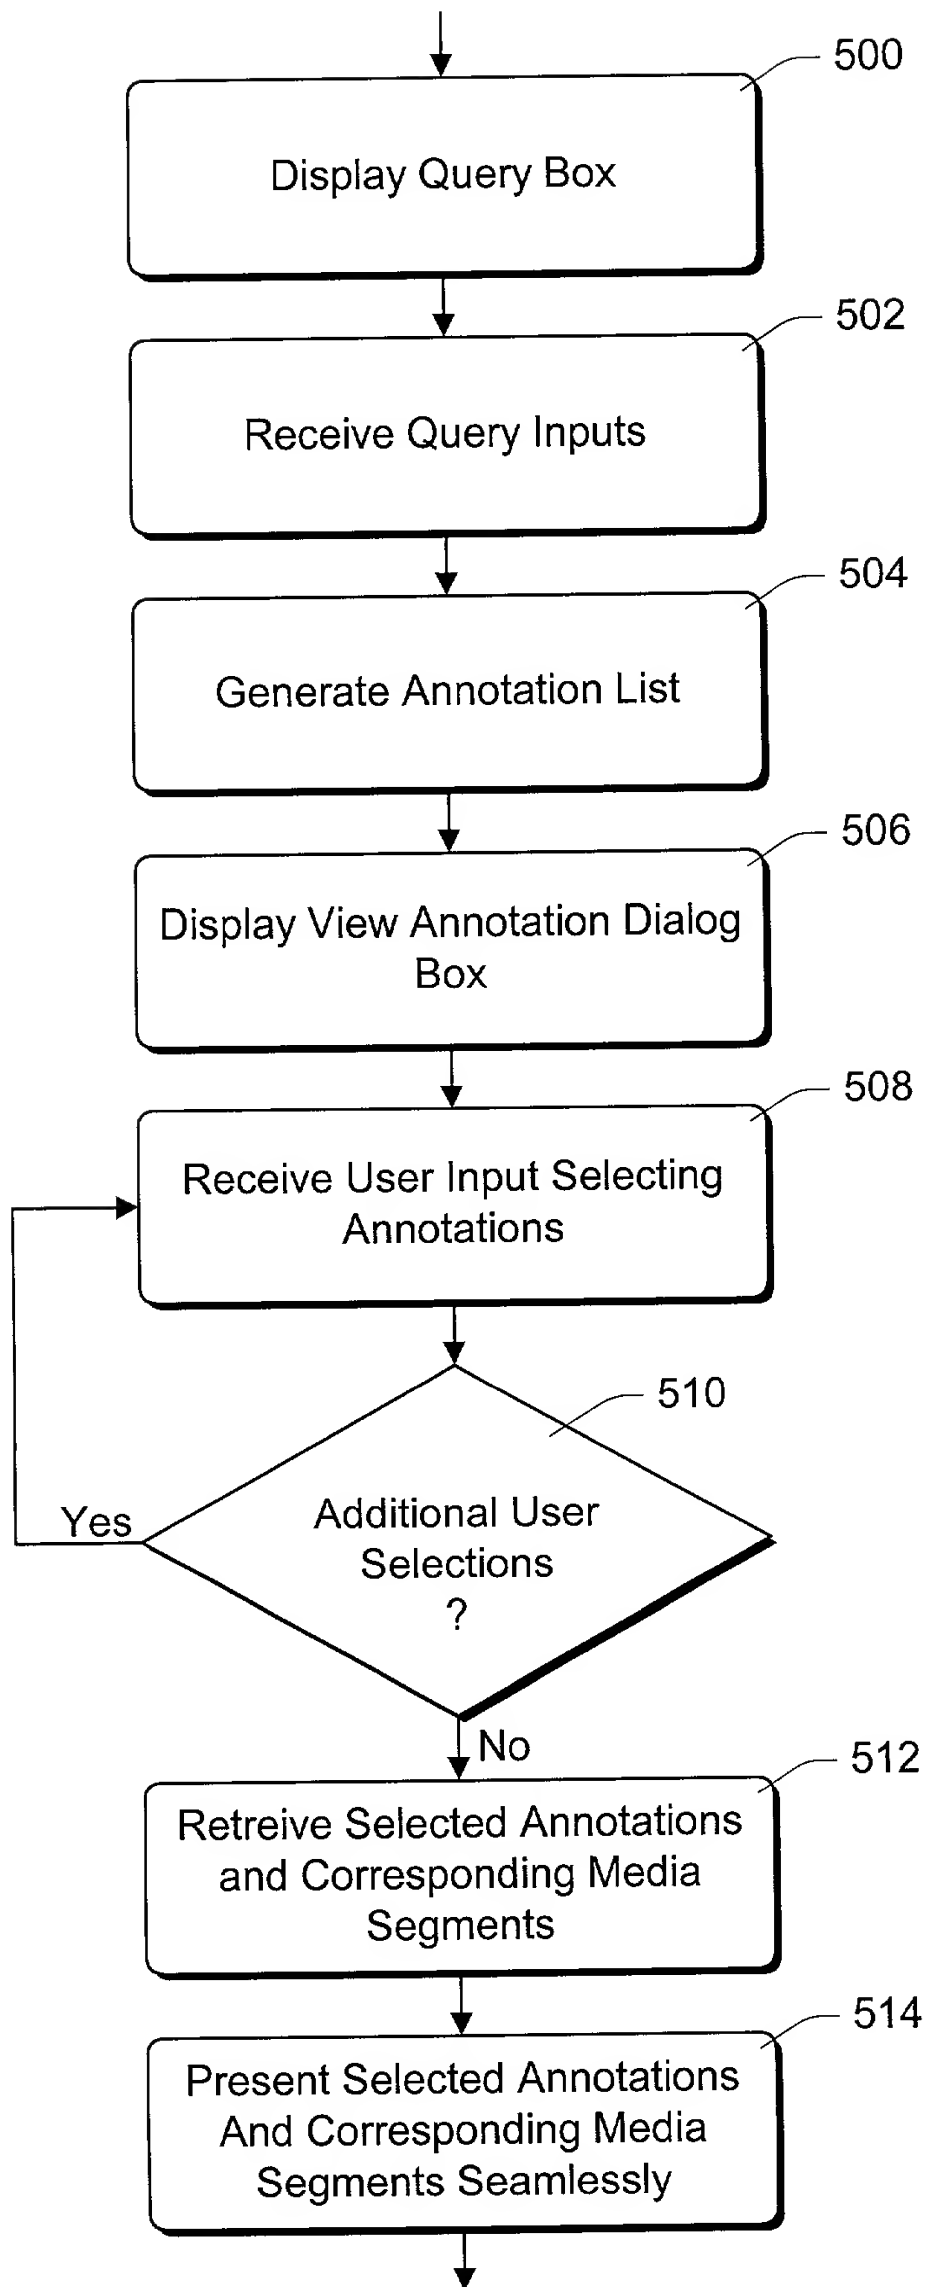 500
Display Query Box
502
Receive Query Inputs
504
Generate Annotation List
506
Display View Annotation Dialog
Box
508
Receive User Input Selecting
Annotations
510
Additional User
Selections
?
Yes
No
512
Retreive Selected Annotations
and Corresponding Media
Segments
514
Present Selected Annotations
And Corresponding Media
Segments Seamlessly